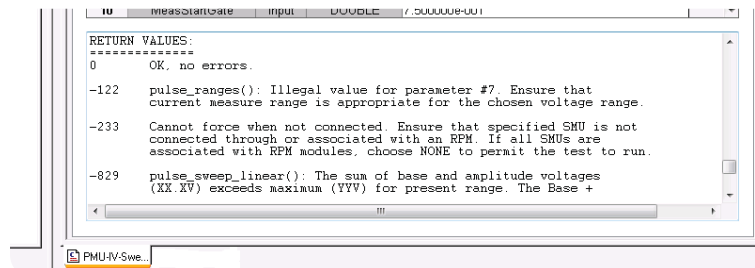 10 MeasStartGate Input DOUBLE 7.500000e-001
RETURN VALUES:
==============
0 OK, no errors.
-122 pulse_ranges(): Illegal value for parameter #7. Ensure that
current measure range is appropriate for the chosen voltage range.
-233 Cannot force when not connected. Ensure that specified SMU is not
connected through or associated with an RPM. If all SMUs are
associated with RPM modules, choose NONE to permit the test to run.
-829 pulse_sweep_linear(): The sum of base and amplitude voltages
(XX.XV) exceeds maximum (YYV) for present range. The Base +
PMU-IV-Swe...